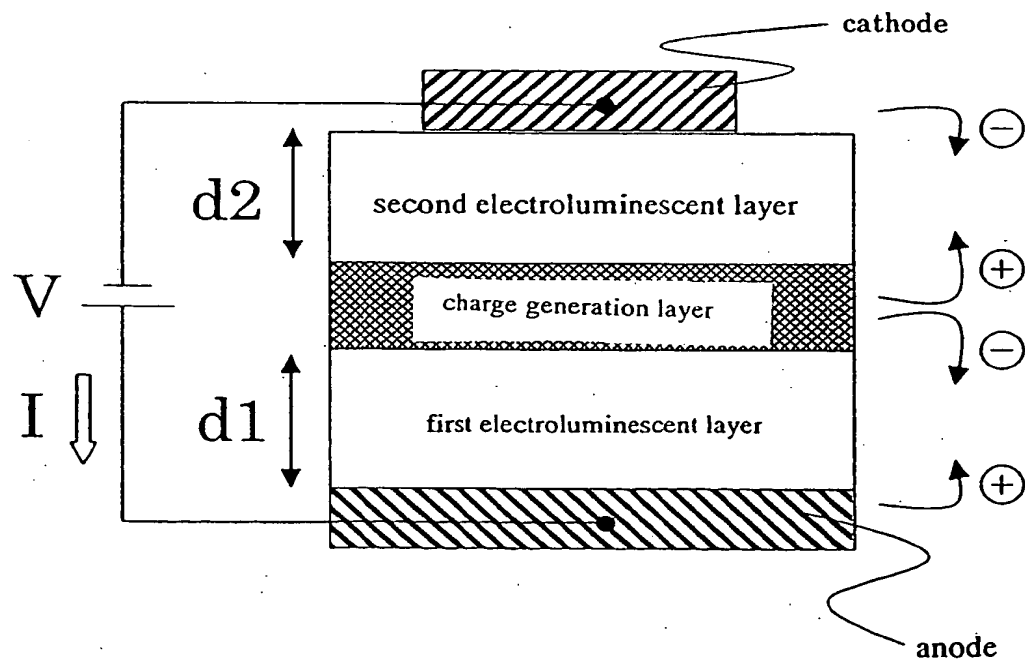 cathode
−
d2
second electroluminescent layer
+
V
charge generation layer
−
I
d1
first electroluminescent layer
+
anode